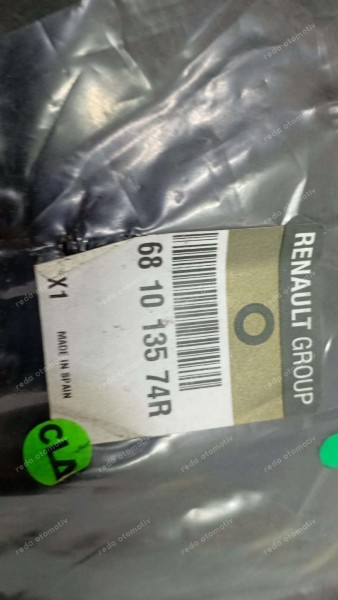 RENAULT GROUP
68 10 135 74R
X1
MADE IN SPAIN
CLA
redo otomotiv